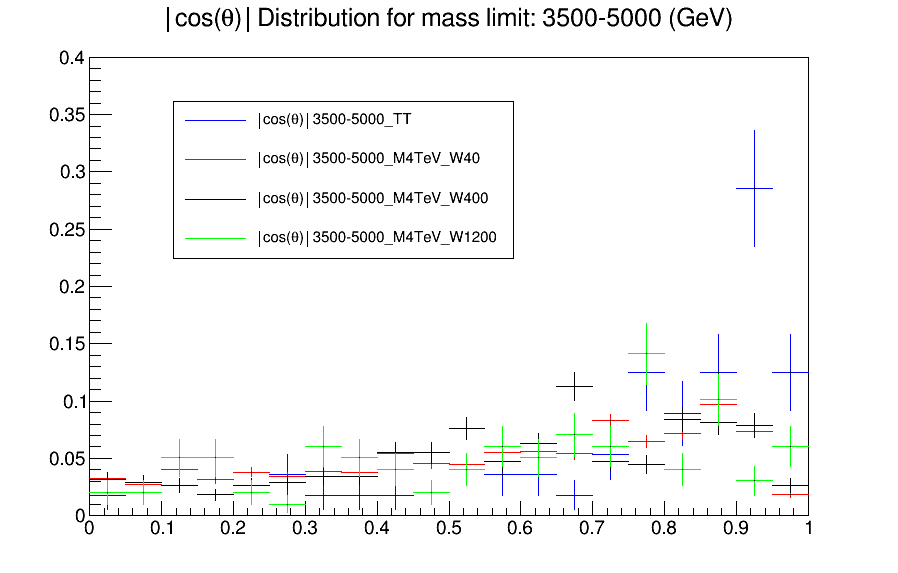 |cos(θ)| Distribution for mass limit: 3500-5000 (GeV)
0.4
0.35
0.3
0.25
0.2
0.15
0.1
0.05
0
|cos(θ)| 3500-5000_TT
|cos(θ)| 3500-5000_M4TeV_W40
|cos(θ)| 3500-5000_M4TeV_W400
|cos(θ)| 3500-5000_M4TeV_W1200
0 0.1 0.2 0.3 0.4 0.5 0.6 0.7 0.8 0.9 1